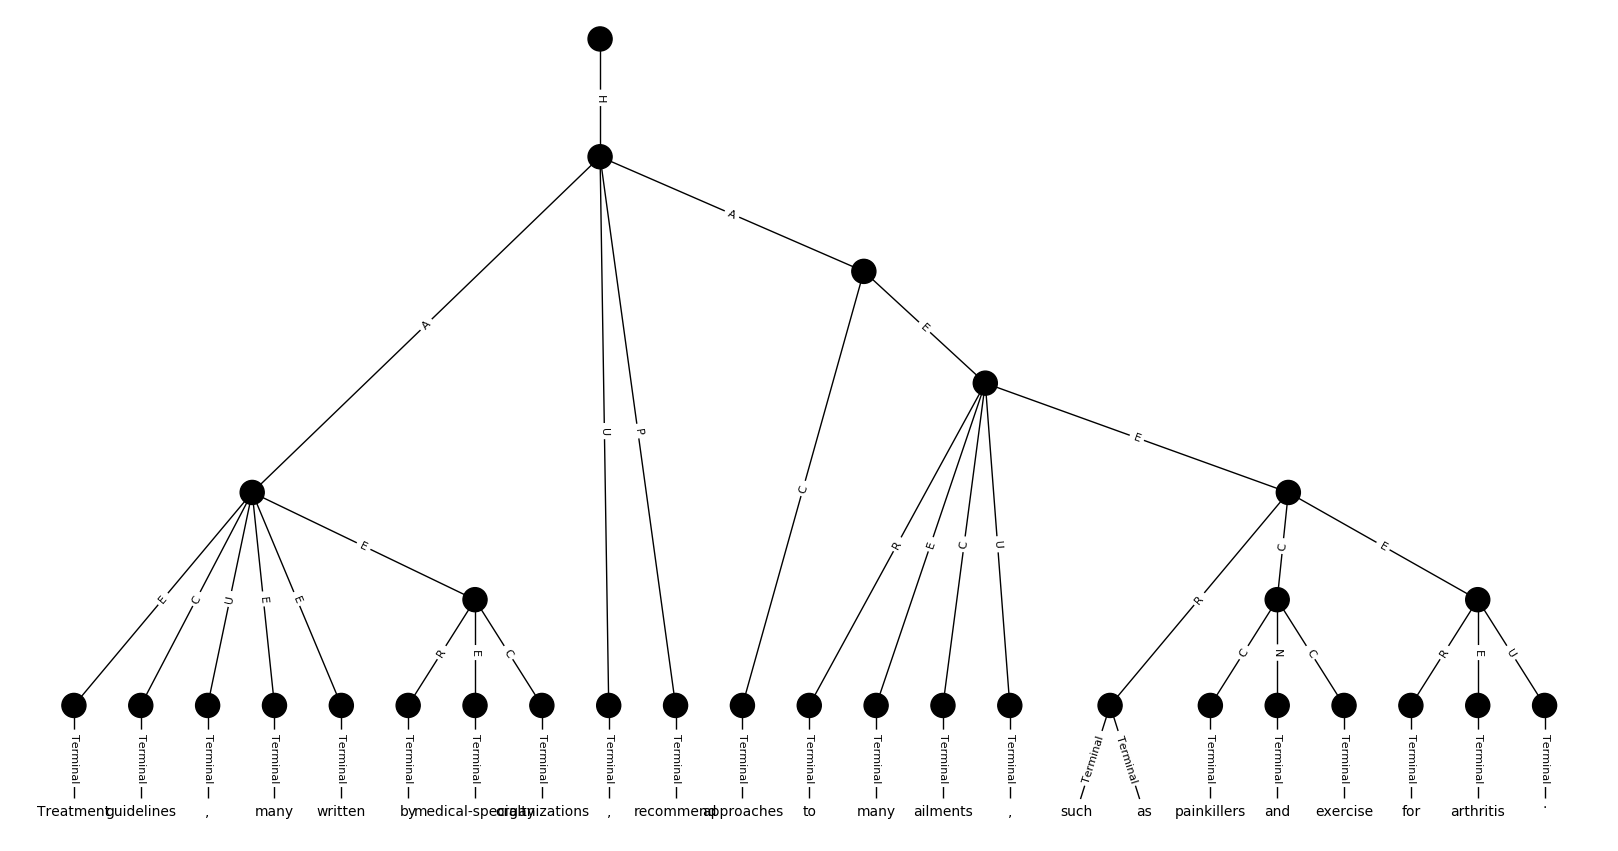 H
A
A
E
U
P
C
E
E
R
E
C
U
R
C
E
E
C
U
E
E
R
E
C
C
N
C
R
E
U
Terminal Terminal Terminal Terminal Terminal Terminal Terminal Terminal Terminal Terminal Terminal Terminal Terminal Terminal Terminal Terminal Terminal Terminal Terminal Terminal Terminal Terminal Terminal
Treatment guidelines , many written by medical-specialty organizations , recommend approaches to many ailments , such as painkillers and exercise for arthritis .